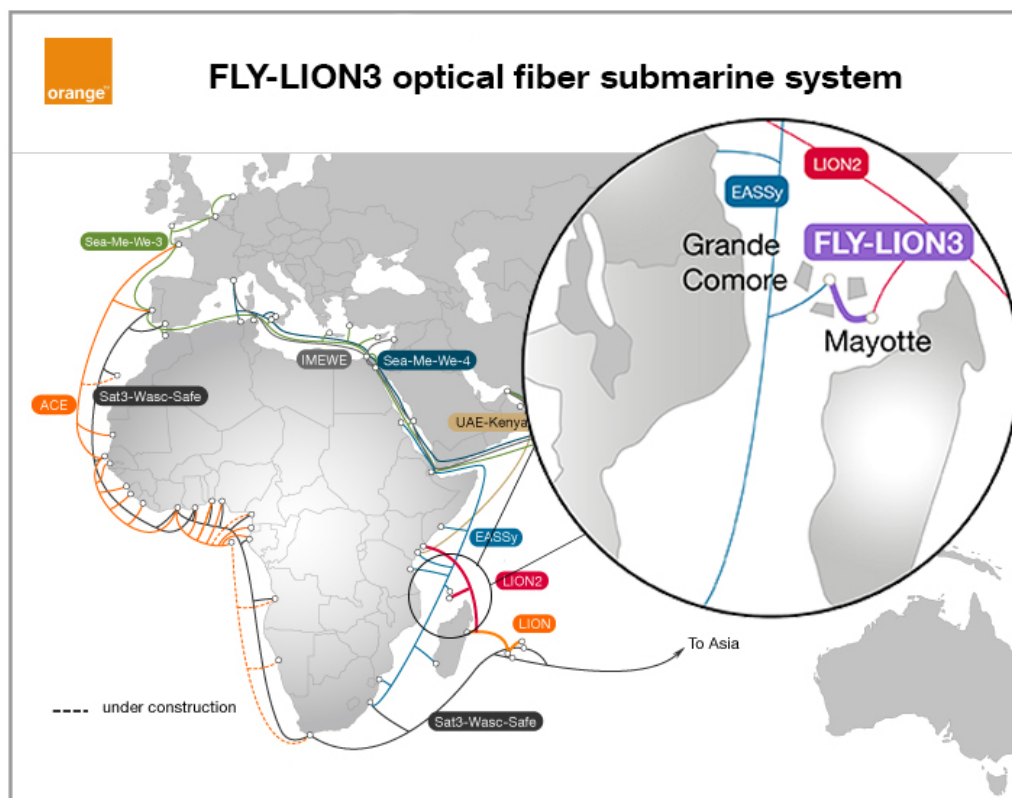 orange™
FLY-LION3 optical fiber submarine system
LION2
EASSy
Grande
Comore
FLY-LION3
Mayotte
Sea-Me-We-3
IMEWE
Sea-Me-We-4
Sat3-Wasc-Safe
ACE
UAE-Kenya
EASSy
LION2
LION
To Asia
under construction
Sat3-Wasc-Safe